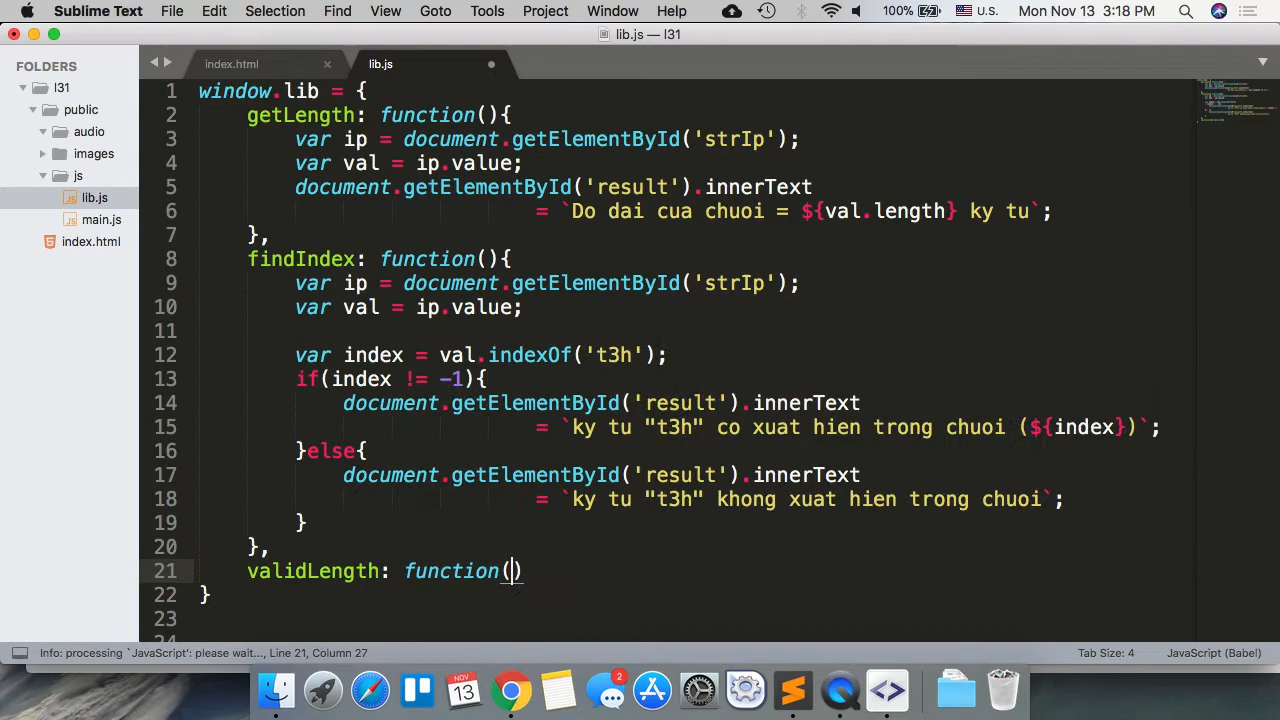 Sublime Text File Edit Selection Find View Goto Tools Project Window Help 100% U.S. Mon Nov 13 3:18 PM
lib.js — l31
FOLDERS
l31
public
audio
images
js
lib.js
main.js
index.html
index.html × lib.js
1 window.lib = {
2 getLength: function(){
3 var ip = document.getElementById('strIp');
4 var val = ip.value;
5 document.getElementById('result').innerText
6 = `Do dai cua chuoi = ${val.length} ky tu`;
7 },
8 findIndex: function(){
9 var ip = document.getElementById('strIp');
10 var val = ip.value;
11
12 var index = val.indexOf('t3h');
13 if(index != -1){
14 document.getElementById('result').innerText
15 = `ky tu "t3h" co xuat hien trong chuoi (${index})`;
16 }else{
17 document.getElementById('result').innerText
18 = `ky tu "t3h" khong xuat hien trong chuoi`;
19 }
20 },
21 validLength: function()
22 }
23
24
Info: processing `JavaScript': please wait..., Line 21, Column 27 Tab Size: 4 JavaScript (Babel)
NOV
13
2